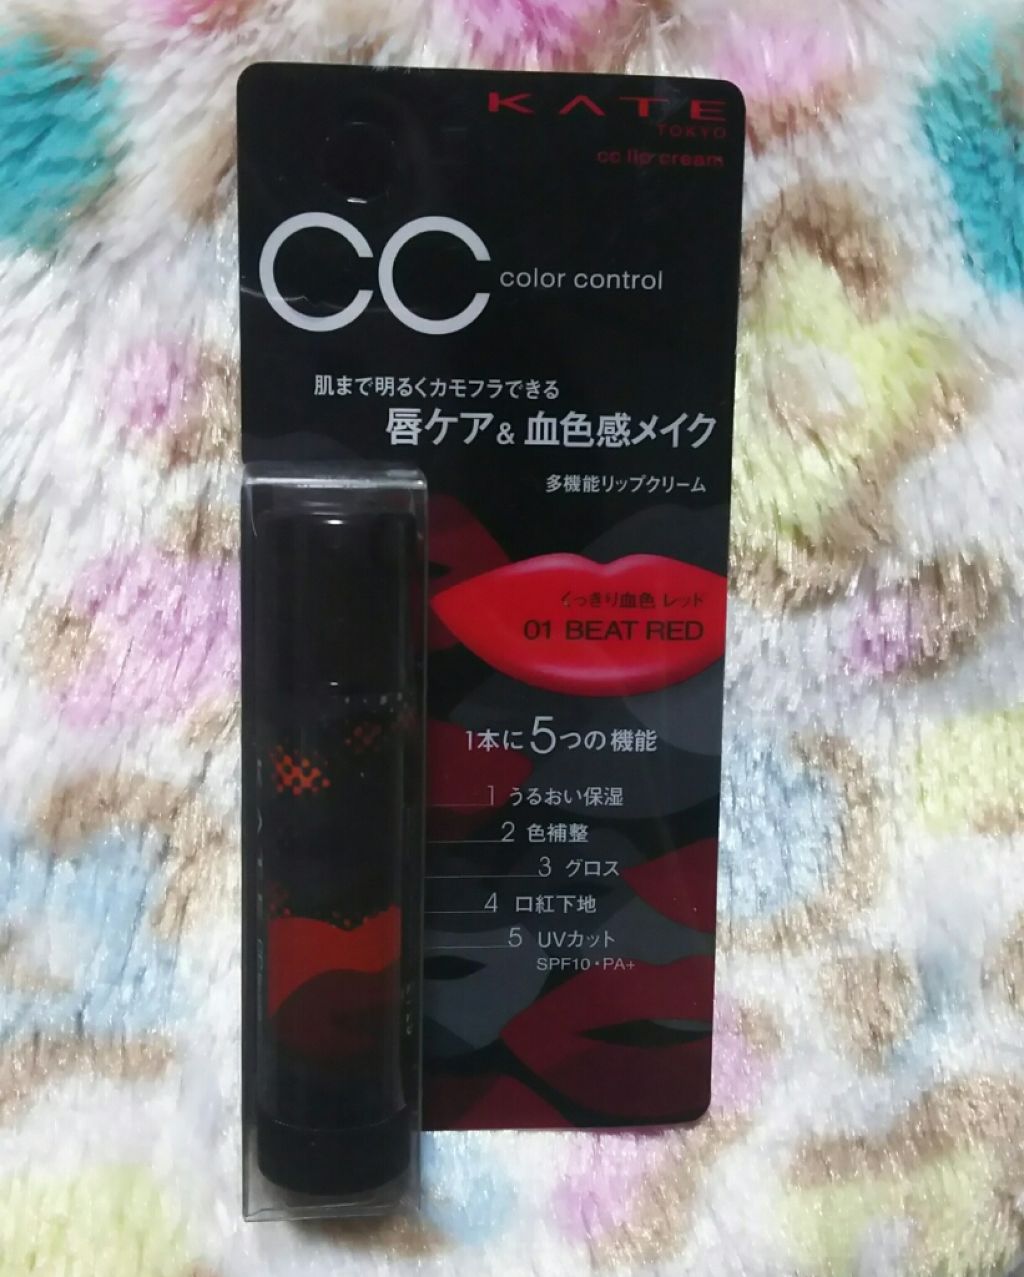 KATE
TOKYO
cc lip cream
CC color control
肌まで明るくカモフラできる
唇ケア&血色感メイク
多機能リップクリーム
くっきり血色 レッド
01 BEAT RED
1本に5つの機能
1 うるおい保湿
2 色補整
3 グロス
4 口紅下地
5 UVカット
SPF10・PA+